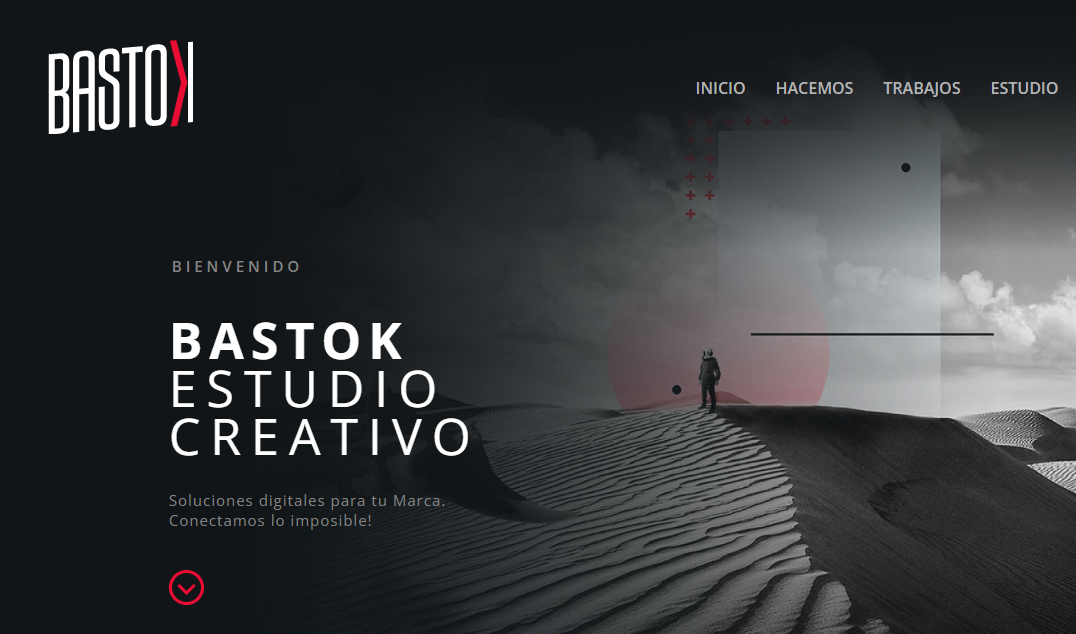 BASTOK
INICIO HACEMOS TRABAJOS ESTUDIO
BIENVENIDO
BASTOK
ESTUDIO
CREATIVO
Soluciones digitales para tu Marca.
Conectamos lo imposible!